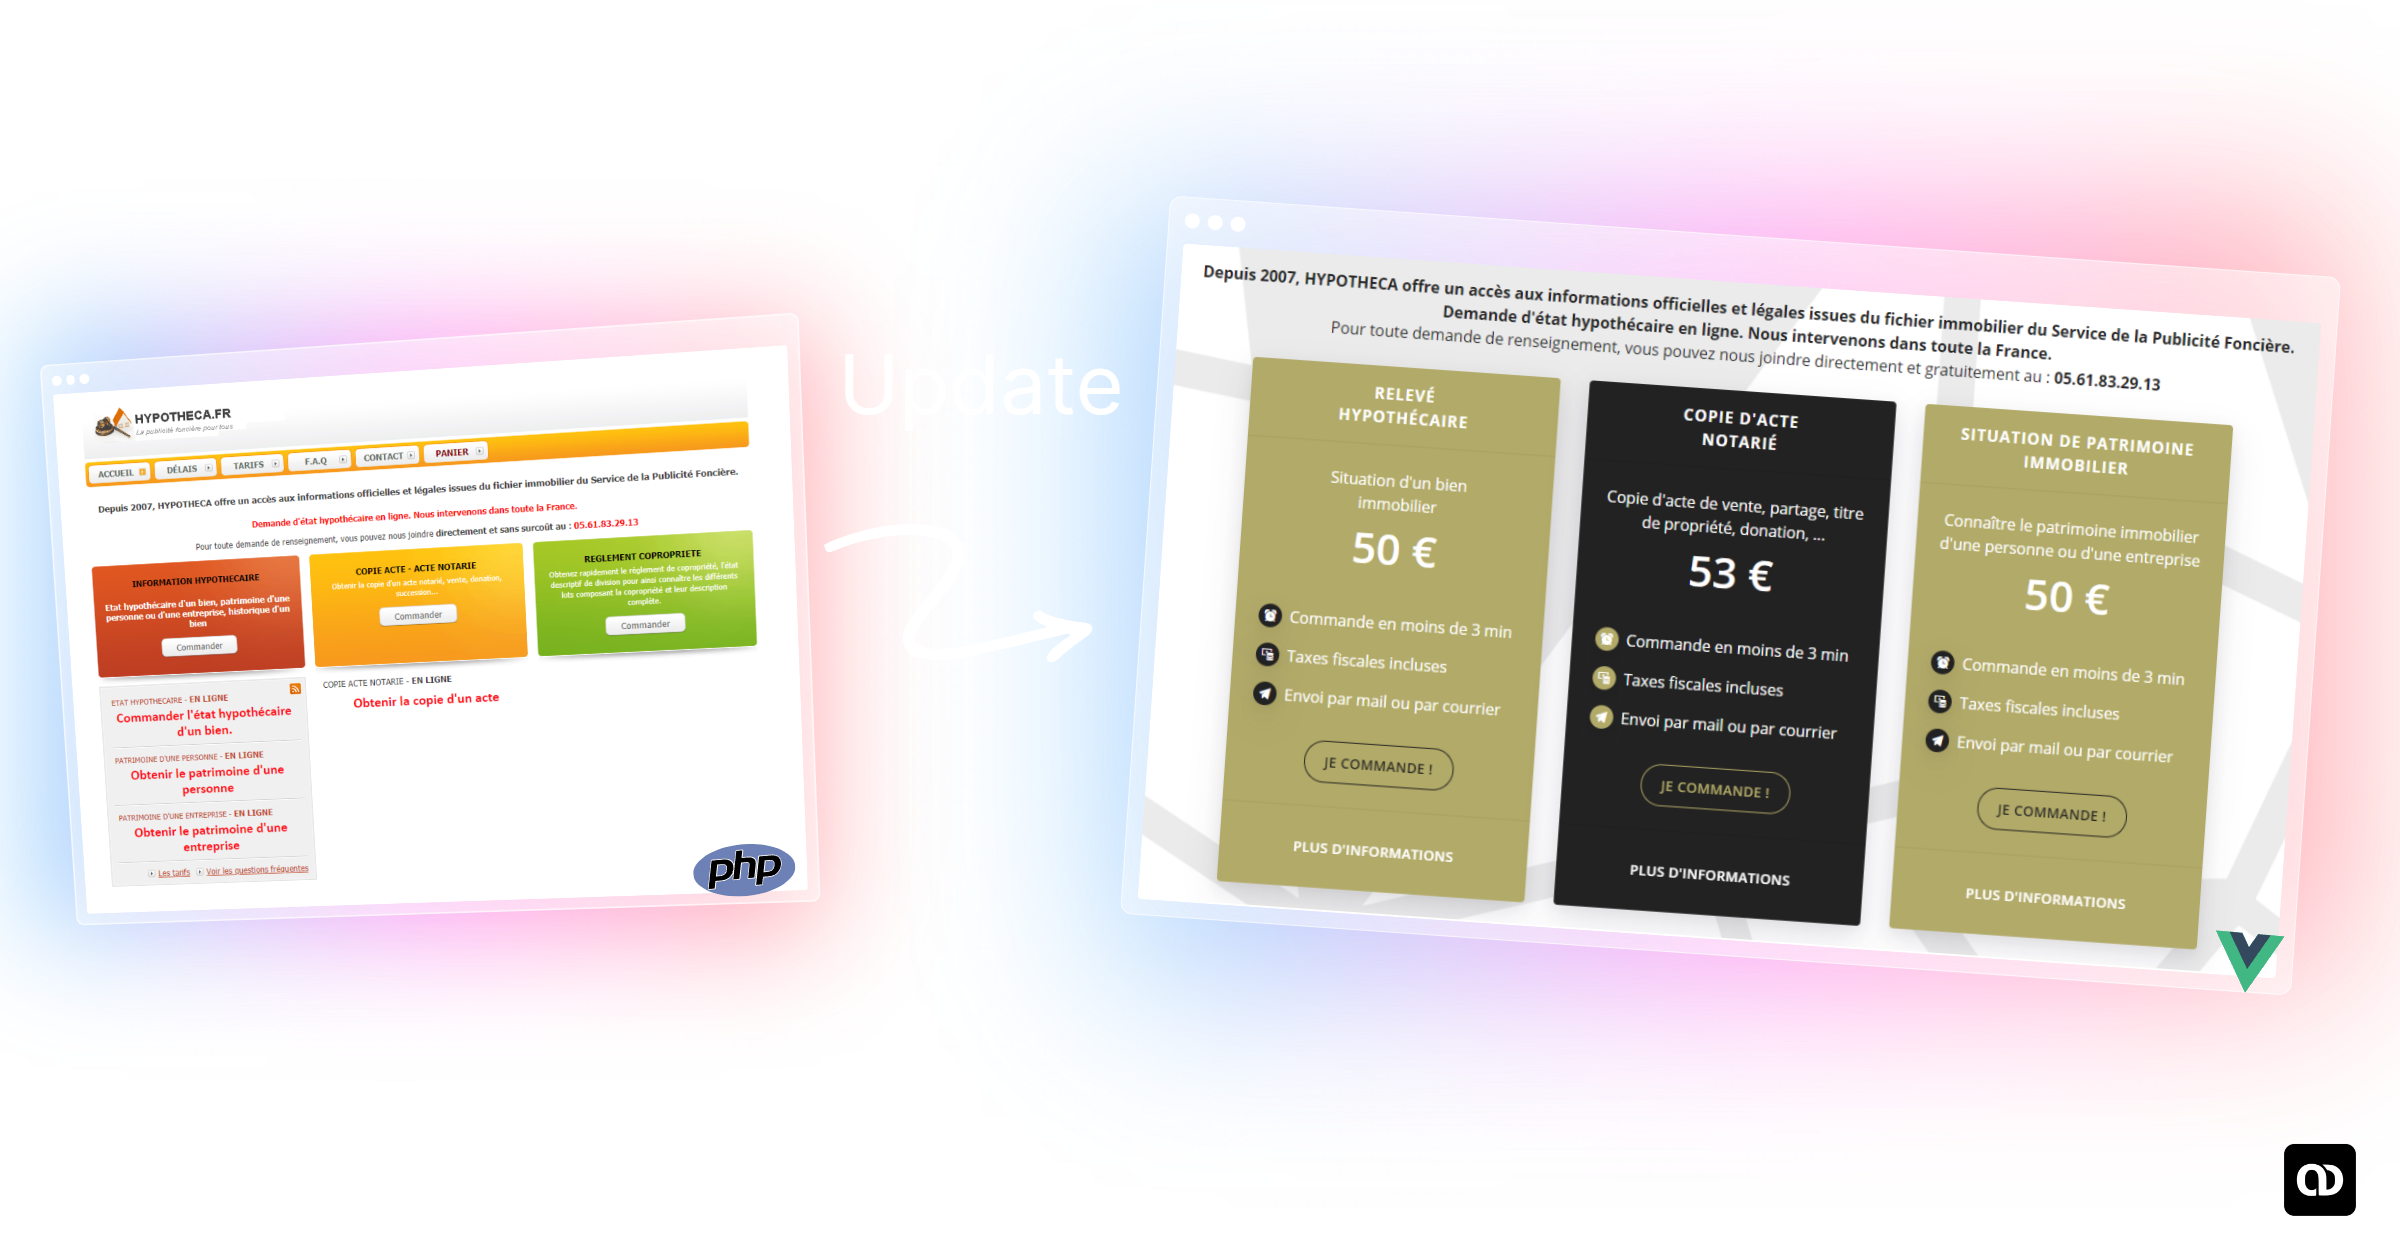 HYPOTHECA.FR
La publicité foncière pour tous
ACCUEIL
DÉLAIS
TARIFS
F.A.Q
CONTACT
PANIER
Depuis 2007, HYPOTHECA offre un accès aux informations officielles et légales issues du fichier immobilier du Service de la Publicité Foncière.
Demande d'état hypothécaire en ligne. Nous intervenons dans toute la France.
Pour toute demande de renseignement, vous pouvez nous joindre directement et sans surcoût au : 05.61.83.29.13
INFORMATION HYPOTHECAIRE
Etat hypothécaire d'un bien, patrimoine d'une
personne ou d'une entreprise, historique d'un
bien
Commander
COPIE ACTE - ACTE NOTARIE
Obtenir la copie d'un acte notarié, vente, donation,
succession...
Commander
REGLEMENT COPROPRIETE
Obtenez rapidement le règlement de copropriété, l'état
descriptif de division pour ainsi connaître les différents
lots composant la copropriété et leur description
complète.
Commander
ETAT HYPOTHECAIRE - EN LIGNE
Commander l'état hypothécaire
d'un bien.
PATRIMOINE D'UNE PERSONNE - EN LIGNE
Obtenir le patrimoine d'une
personne
PATRIMOINE D'UNE ENTREPRISE - EN LIGNE
Obtenir le patrimoine d'une
entreprise
Les tarifs
Voir les questions fréquentes
COPIE ACTE NOTARIE - EN LIGNE
Obtenir la copie d'un acte
php
Update
Depuis 2007, HYPOTHECA offre un accès aux informations officielles et légales issues du fichier immobilier du Service de la Publicité Foncière.
Demande d'état hypothécaire en ligne. Nous intervenons dans toute la France.
Pour toute demande de renseignement, vous pouvez nous joindre directement et gratuitement au : 05.61.83.29.13
RELEVÉ
HYPOTHÉCAIRE
Situation d'un bien
immobilier
50 €
Commande en moins de 3 min
Taxes fiscales incluses
Envoi par mail ou par courrier
JE COMMANDE !
PLUS D'INFORMATIONS
COPIE D'ACTE
NOTARIÉ
Copie d'acte de vente, partage, titre
de propriété, donation, ...
53 €
Commande en moins de 3 min
Taxes fiscales incluses
Envoi par mail ou par courrier
JE COMMANDE !
PLUS D'INFORMATIONS
SITUATION DE PATRIMOINE
IMMOBILIER
Connaître le patrimoine immobilier
d'une personne ou d'une entreprise
50 €
Commande en moins de 3 min
Taxes fiscales incluses
Envoi par mail ou par courrier
JE COMMANDE !
PLUS D'INFORMATIONS